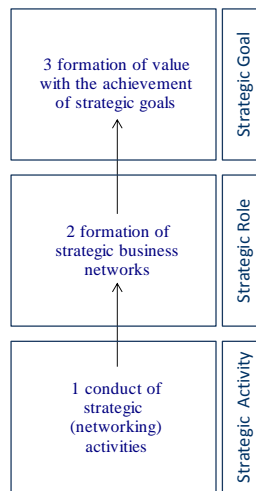 3 formation of value
with the achievement
of strategic goals
Strategic Goal
2 formation of
strategic business
networks
Strategic Role
1 conduct of
strategic
(networking)
activities
Strategic Activity